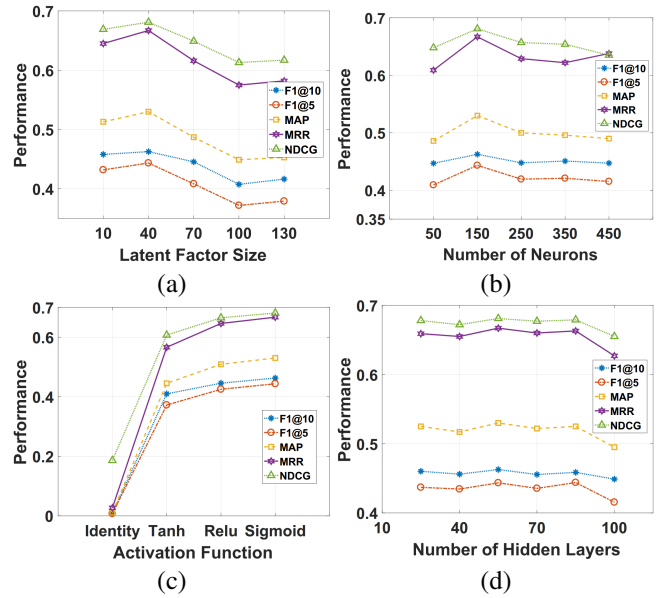 0.7
0.6
0.5
0.4
Performance
10 40 70 100 130
Latent Factor Size
F1@10
F1@5
MAP
MRR
NDCG
(a)
0.7
0.6
0.5
0.4
0.35
Performance
50 150 250 350 450
Number of Neurons
F1@10
F1@5
MAP
MRR
NDCG
(b)
0.7
0.6
0.4
0.2
0
Performance
Identity Tanh Relu Sigmoid
Activation Function
F1@10
F1@5
MAP
MRR
NDCG
(c)
0.7
0.6
0.5
0.4
Performance
10 40 70 100
Number of Hidden Layers
F1@10
F1@5
MAP
MRR
NDCG
(d)